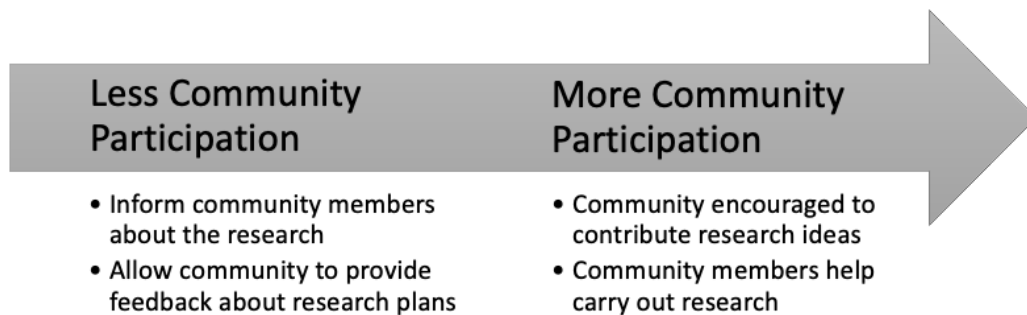 Less Community
Participation
• Inform community members
about the research
• Allow community to provide
feedback about research plans
More Community
Participation
• Community encouraged to
contribute research ideas
• Community members help
carry out research